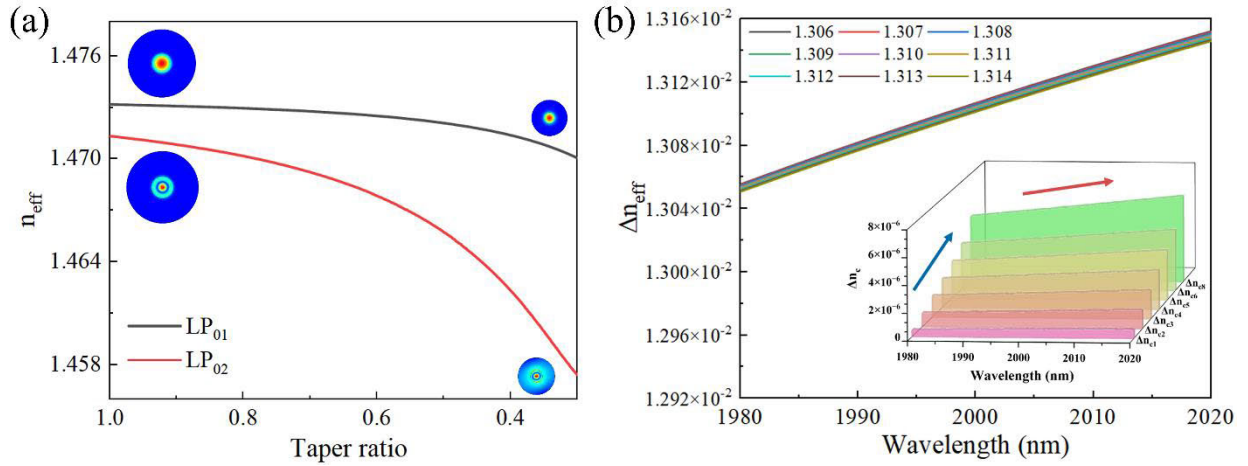 (a)
1.476
1.470
1.464
1.458
n_eff
LP_01
LP_02
1.0 0.8 0.6 0.4
Taper ratio
(b)
1.316×10^-2
1.312×10^-2
1.308×10^-2
1.304×10^-2
1.300×10^-2
1.296×10^-2
1.292×10^-2
Δn_eff
1.306 1.307 1.308
1.309 1.310 1.311
1.312 1.313 1.314
8×10^-6
6×10^-6
4×10^-6
2×10^-6
0
Δn_c
Δn_c8
Δn_c6
Δn_c5
Δn_c4
Δn_c3
Δn_c2
Δn_c1
1980 1990 2000 2010 2020
Wavelength (nm)
1980 1990 2000 2010 2020
Wavelength (nm)